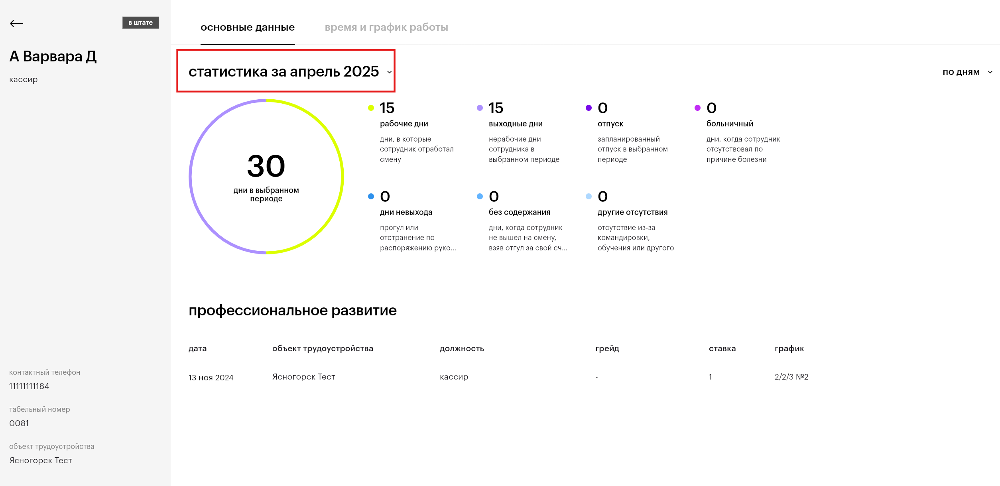 в штате
А Варвара Д
кассир
контактный телефон
11111111184
табельный номер
0081
объект трудоустройства
Ясногорск Тест
основные данные
время и график работы
статистика за апрель 2025
по дням
30
дни в выбранном
периоде
15
рабочие дни
дни, в которые
сотрудник отработал
смену
15
выходные дни
нерабочие дни
сотрудника в
выбранном периоде
0
отпуск
запланированный
отпуск в выбранном
периоде
0
больничный
дни, когда сотрудник
отсутствовал по
причине болезни
0
дни невыхода
прогул или
отстранение по
распоряжению руко...
0
без содержания
дни, когда сотрудник
не вышел на смену,
взяв отгул за свой сч...
0
другие отсутствия
отсутствие из-за
командировки,
обучения или другого
профессиональное развитие
дата объект трудоустройства должность грейд ставка график
13 ноя 2024 Ясногорск Тест кассир - 1 2/2/3 №2